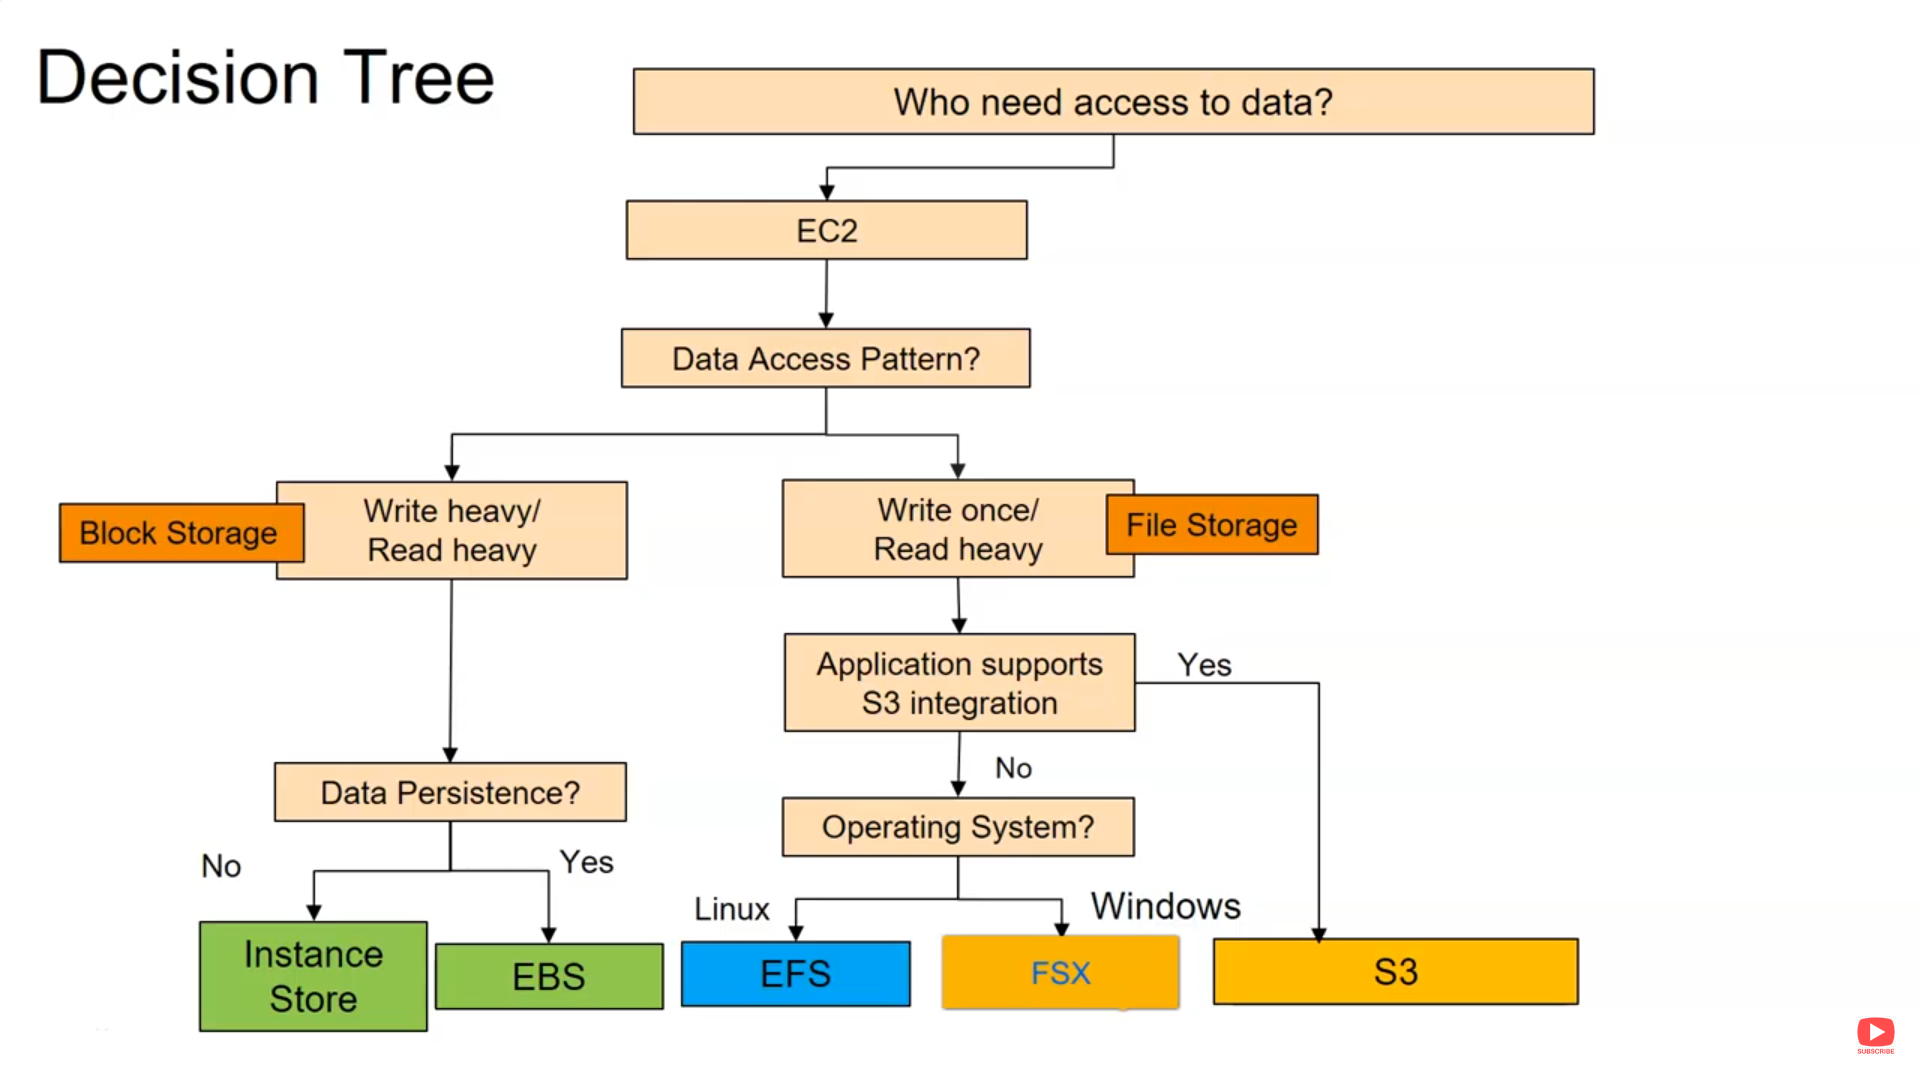 Decision Tree
Who need access to data?
EC2
Data Access Pattern?
Block Storage
Write heavy/
Read heavy
Write once/
Read heavy
File Storage
Application supports
S3 integration
Yes
No
Data Persistence?
Operating System?
No
Yes
Linux
Windows
Instance
Store
EBS
EFS
FSX
S3
SUBSCRIBE